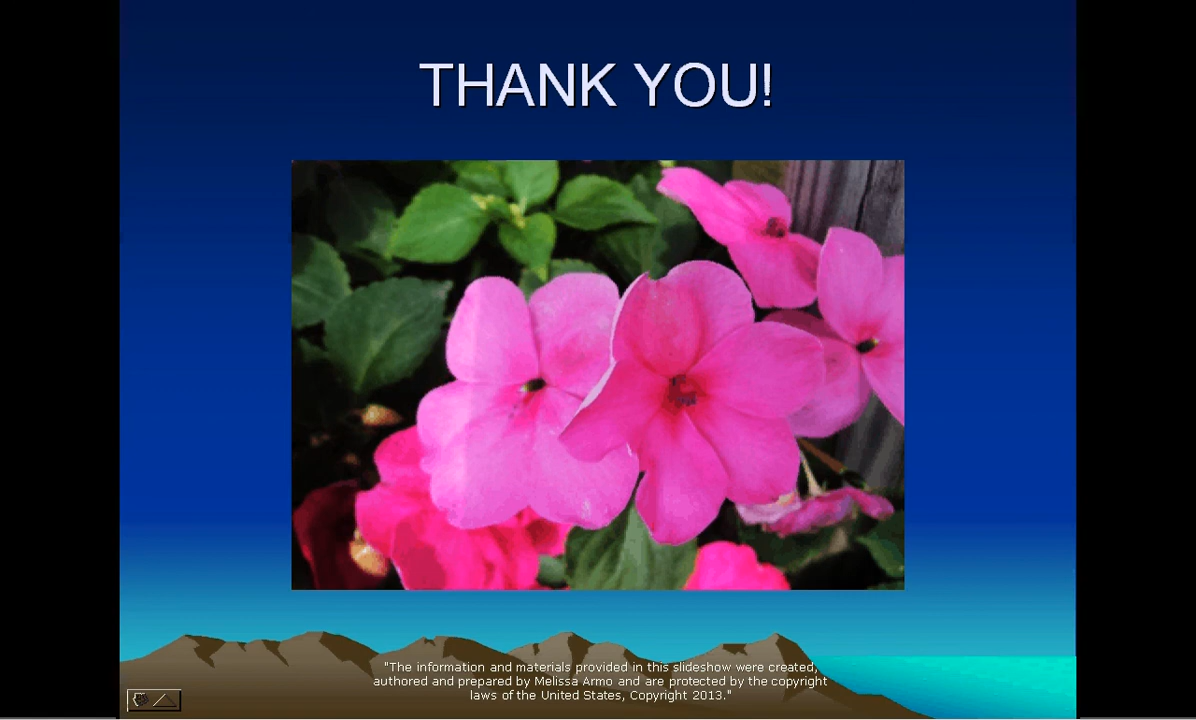 THANK YOU!
"The information and materials provided in this slideshow were created,
authored and prepared by Melissa Armo and are protected by the copyright
laws of the United States, Copyright 2013."